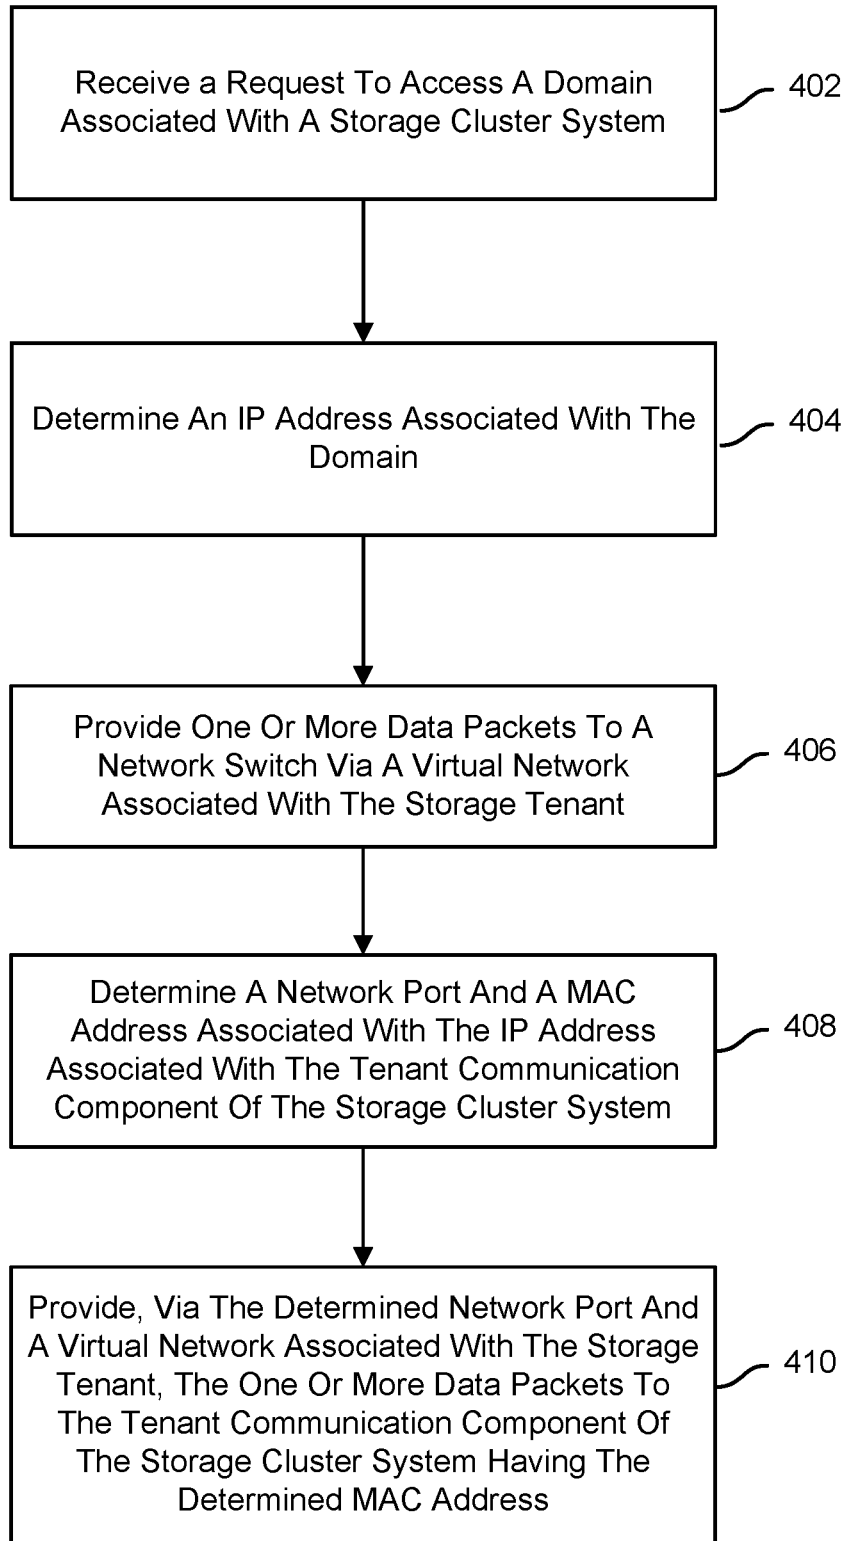 Receive a Request To Access A Domain
Associated With A Storage Cluster System
402
Determine An IP Address Associated With The
Domain
404
Provide One Or More Data Packets To A
Network Switch Via A Virtual Network
Associated With The Storage Tenant
406
Determine A Network Port And A MAC
Address Associated With The IP Address
Associated With The Tenant Communication
Component Of The Storage Cluster System
408
Provide, Via The Determined Network Port And
A Virtual Network Associated With The Storage
Tenant, The One Or More Data Packets To
The Tenant Communication Component Of
The Storage Cluster System Having The
Determined MAC Address
410